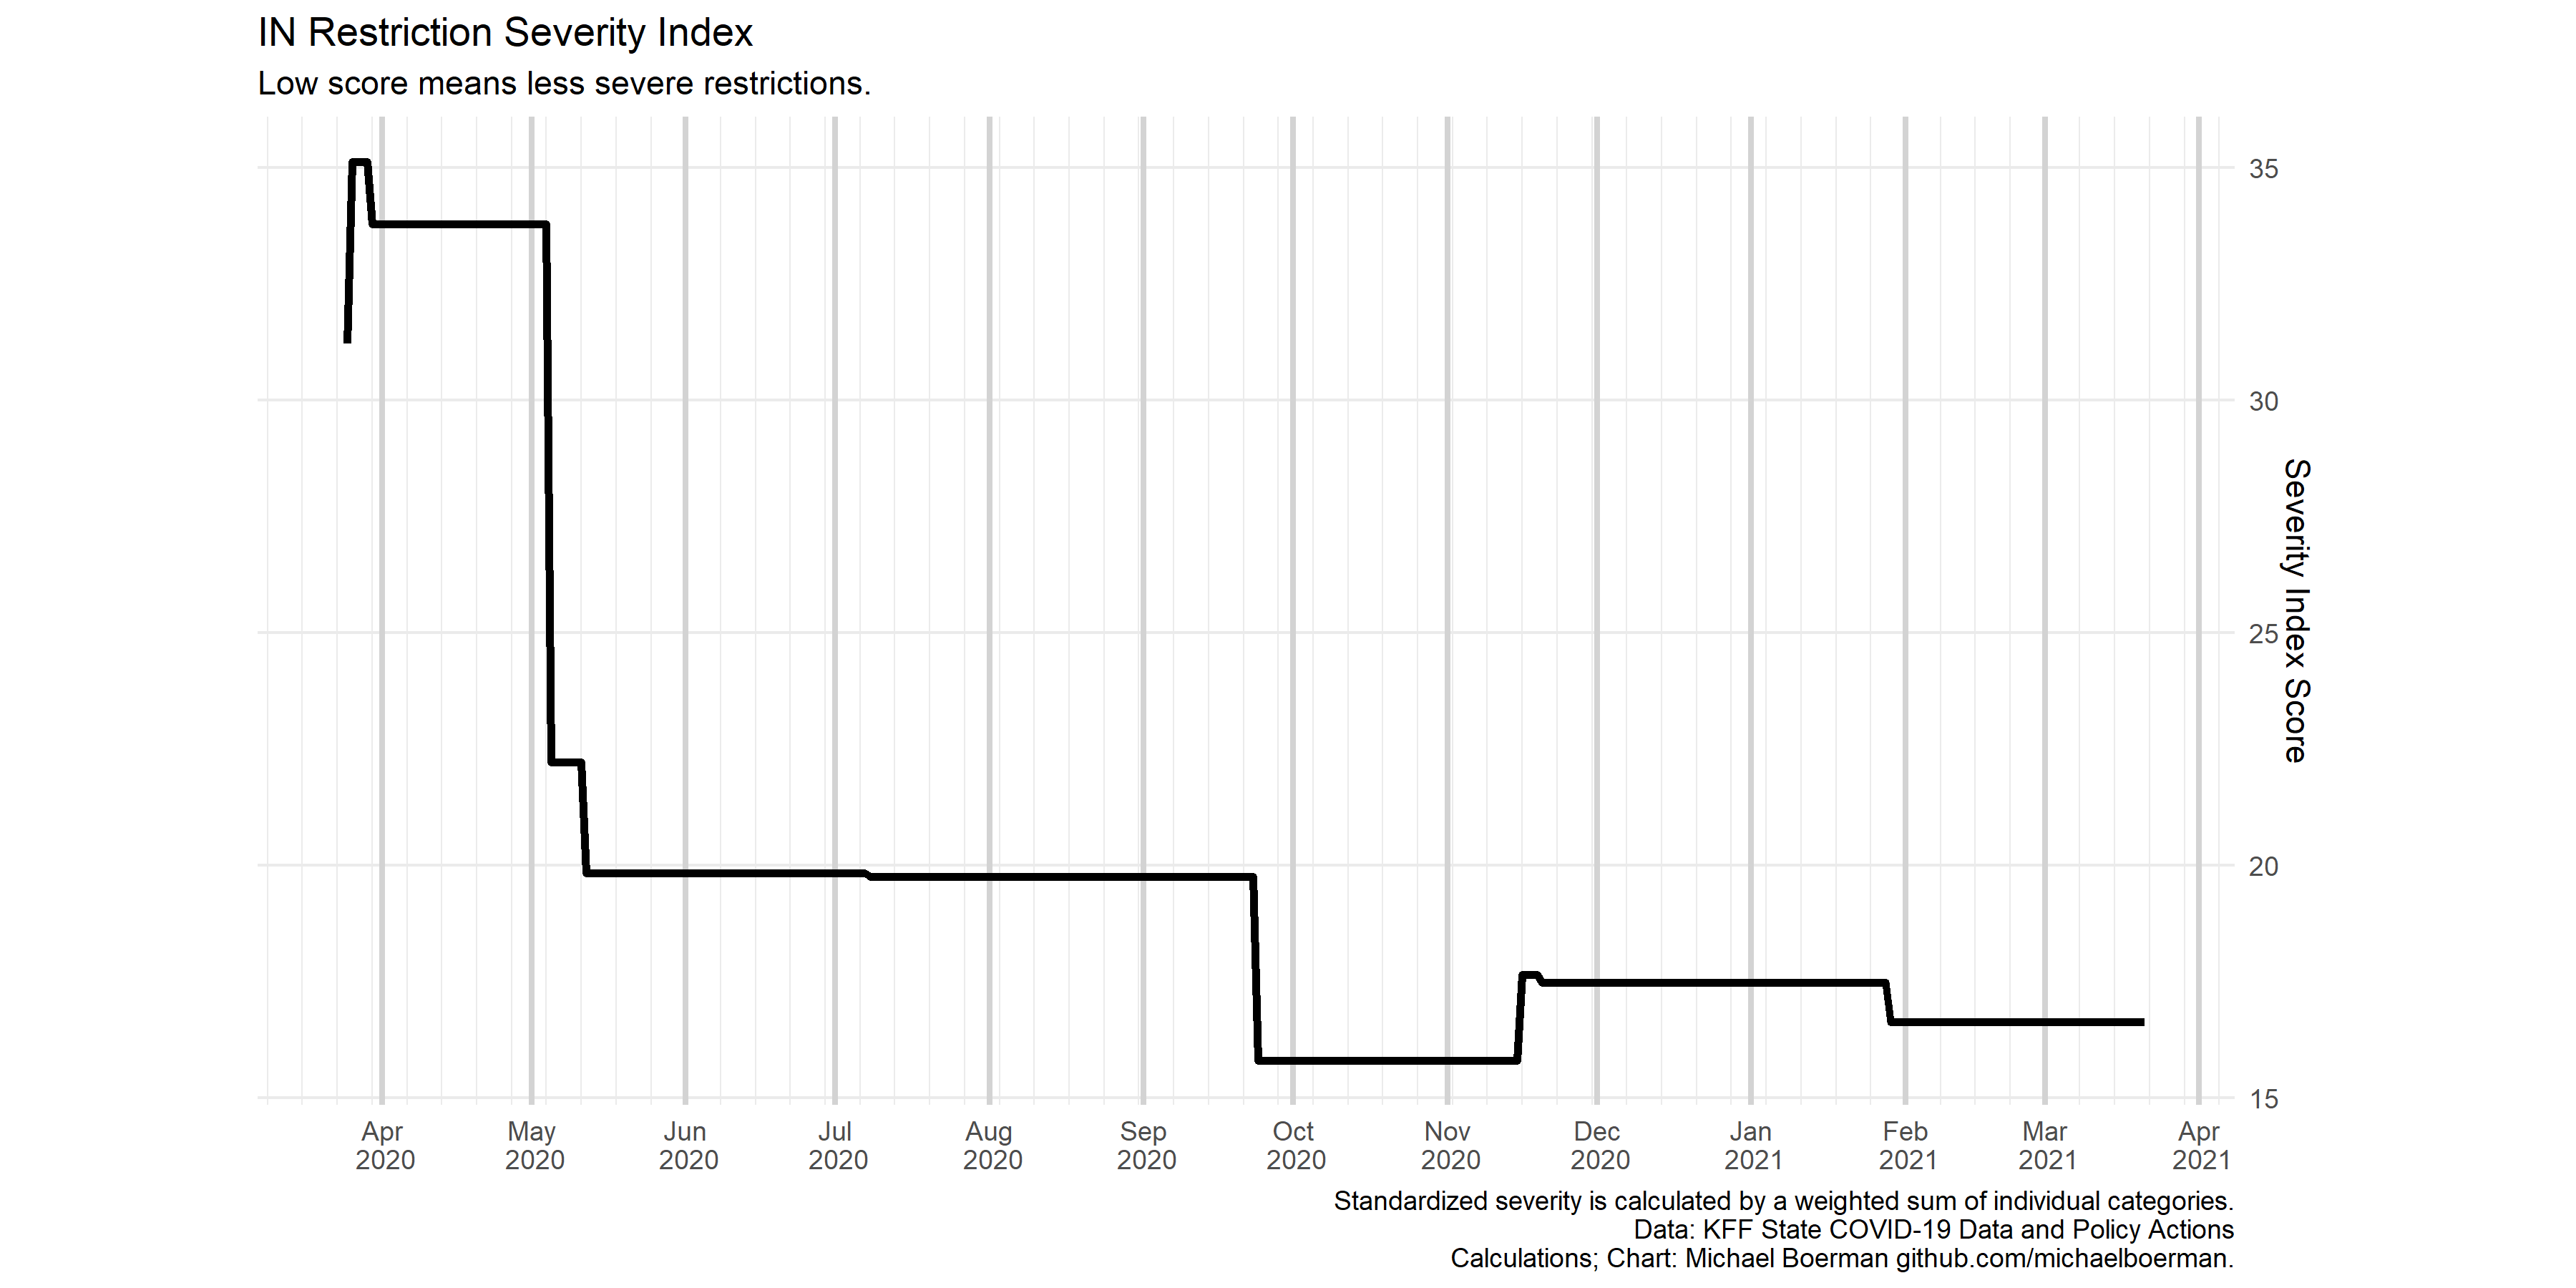 IN Restriction Severity Index
Low score means less severe restrictions.
35
30
25
20
15
Severity Index Score
Apr May Jun Jul Aug Sep Oct Nov Dec Jan Feb Mar Apr
2020 2020 2020 2020 2020 2020 2020 2020 2020 2021 2021 2021 2021
Standardized severity is calculated by a weighted sum of individual categories.
Data: KFF State COVID-19 Data and Policy Actions
Calculations; Chart: Michael Boerman github.com/michaelboerman.